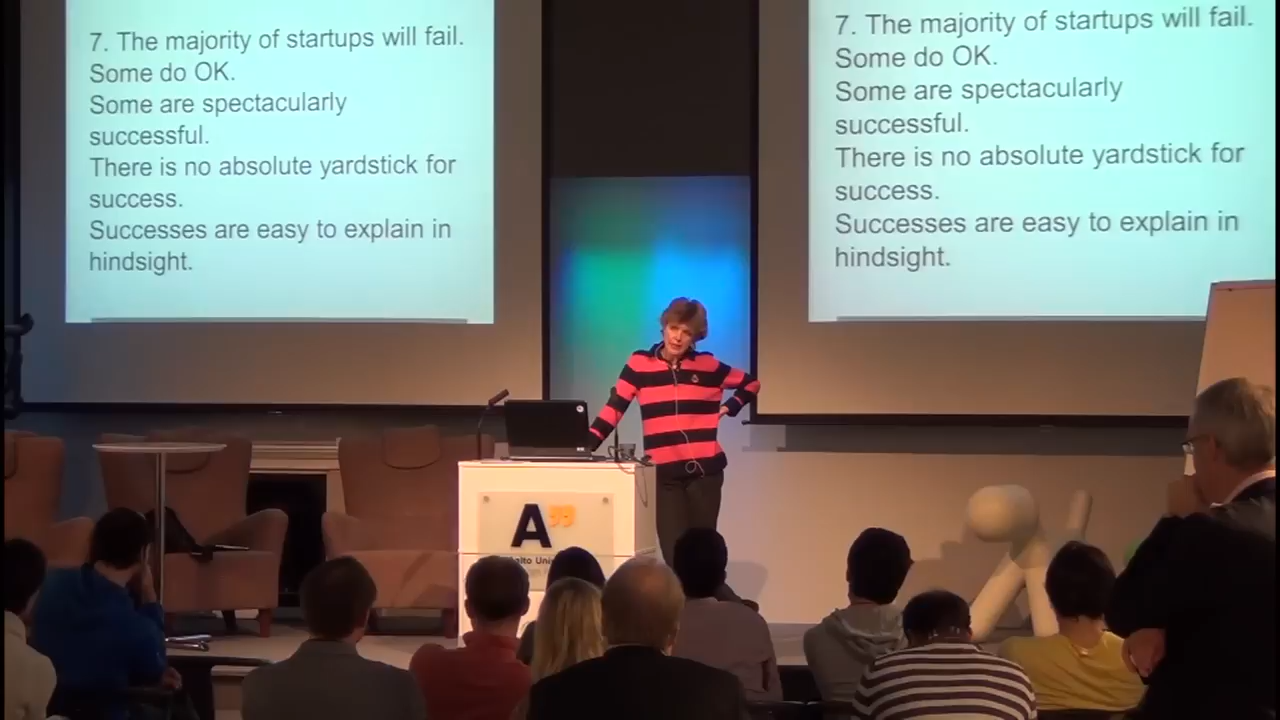 7. The majority of startups will fail.
Some do OK.
Some are spectacularly
successful.
There is no absolute yardstick for
success.
Successes are easy to explain in
hindsight.
7. The majority of startups will fail.
Some do OK.
Some are spectacularly
successful.
There is no absolute yardstick for
success.
Successes are easy to explain in
hindsight.
A”